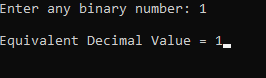 Enter any binary number: 1
Equivalent Decimal Value = 1